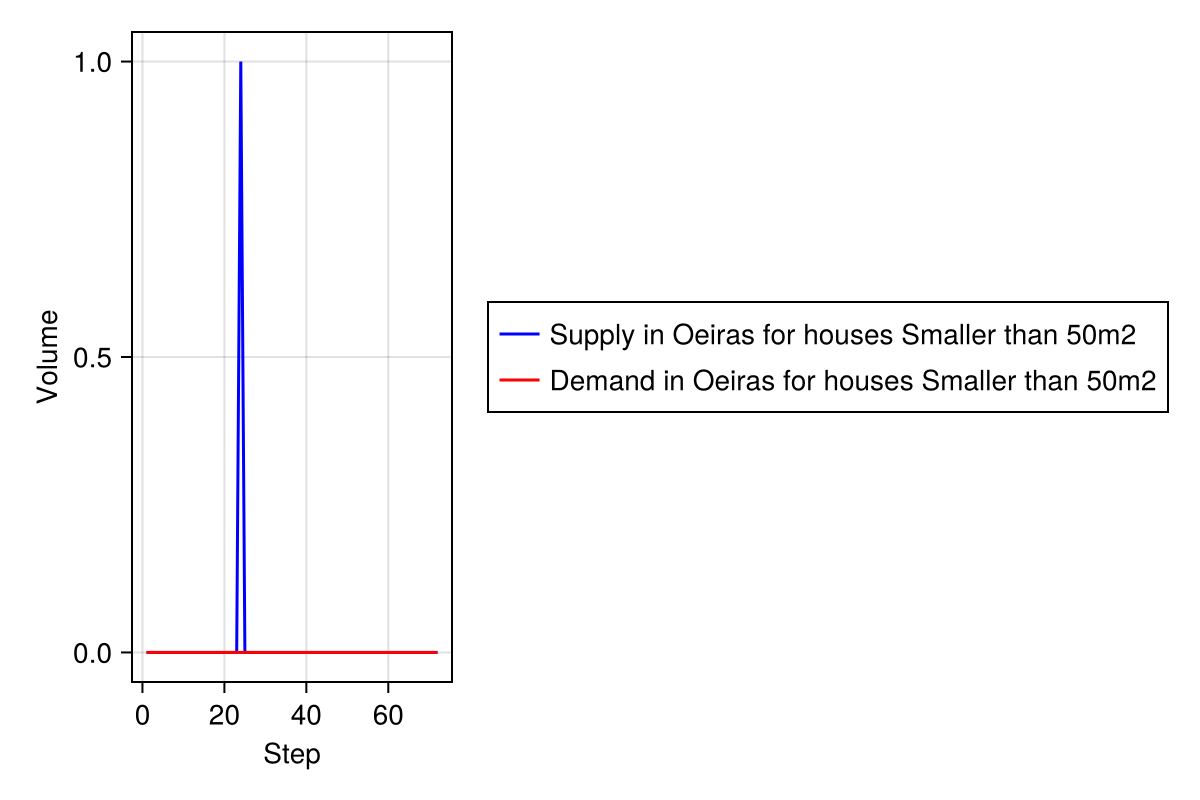 1.0
0.5
0.0
Volume
0 20 40 60
Step
Supply in Oeiras for houses Smaller than 50m2
Demand in Oeiras for houses Smaller than 50m2